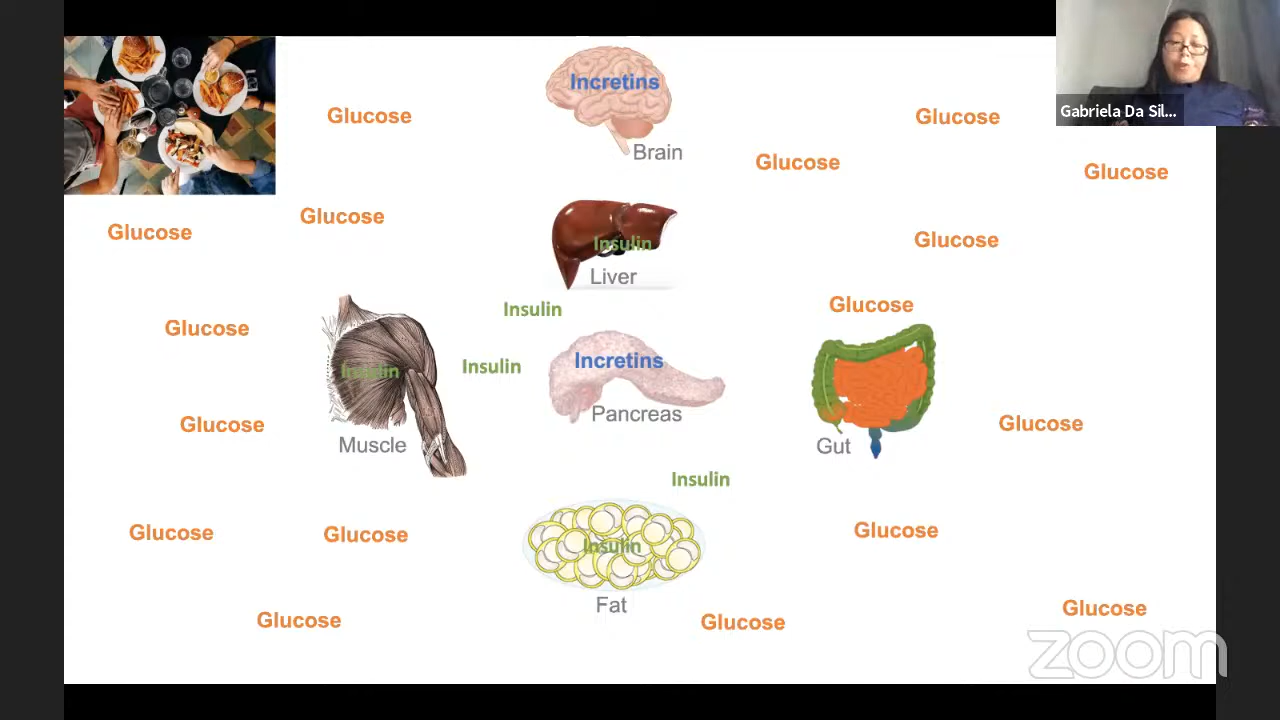 Incretins
Glucose
Glucose
Gabriela Da Sil...
Brain
Glucose
Glucose
Glucose
Glucose
Insulin
Glucose
Liver
Insulin
Glucose
Glucose
Insulin
Insulin
Incretins
Pancreas
Glucose
Glucose
Muscle
Gut
Insulin
Glucose
Glucose
Insulin
Glucose
Fat
Glucose
Glucose
Glucose
zoom